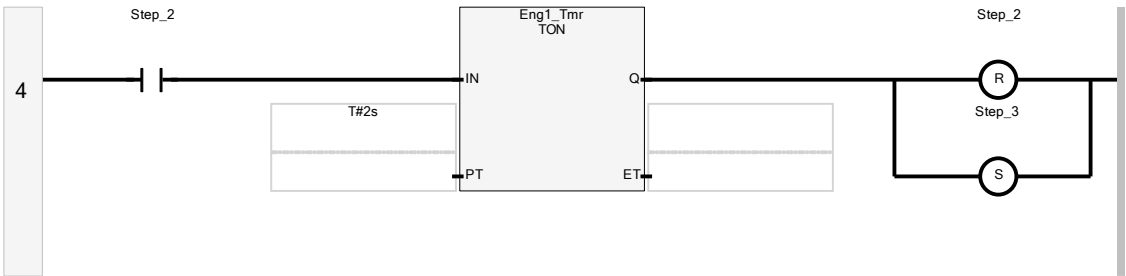 Step_2
Eng1_Tmr
TON
Step_2
4
IN
Q
R
T#2s
Step_3
PT
ET
S